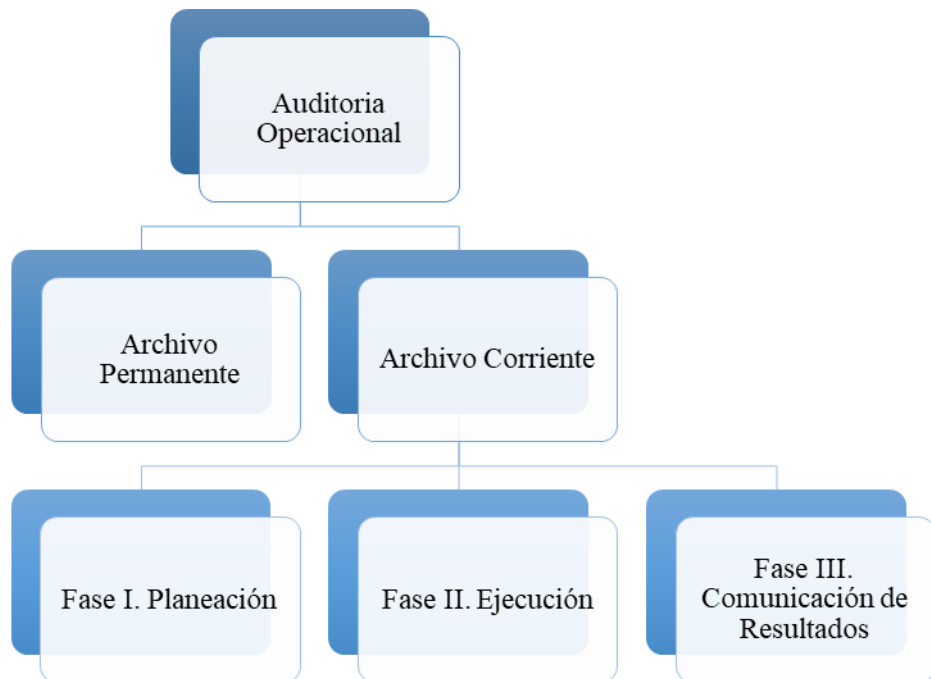 Auditoria
Operacional
Archivo
Permanente
Archivo Corriente
Fase I. Planeación
Fase II. Ejecución
Fase III.
Comunicación de
Resultados